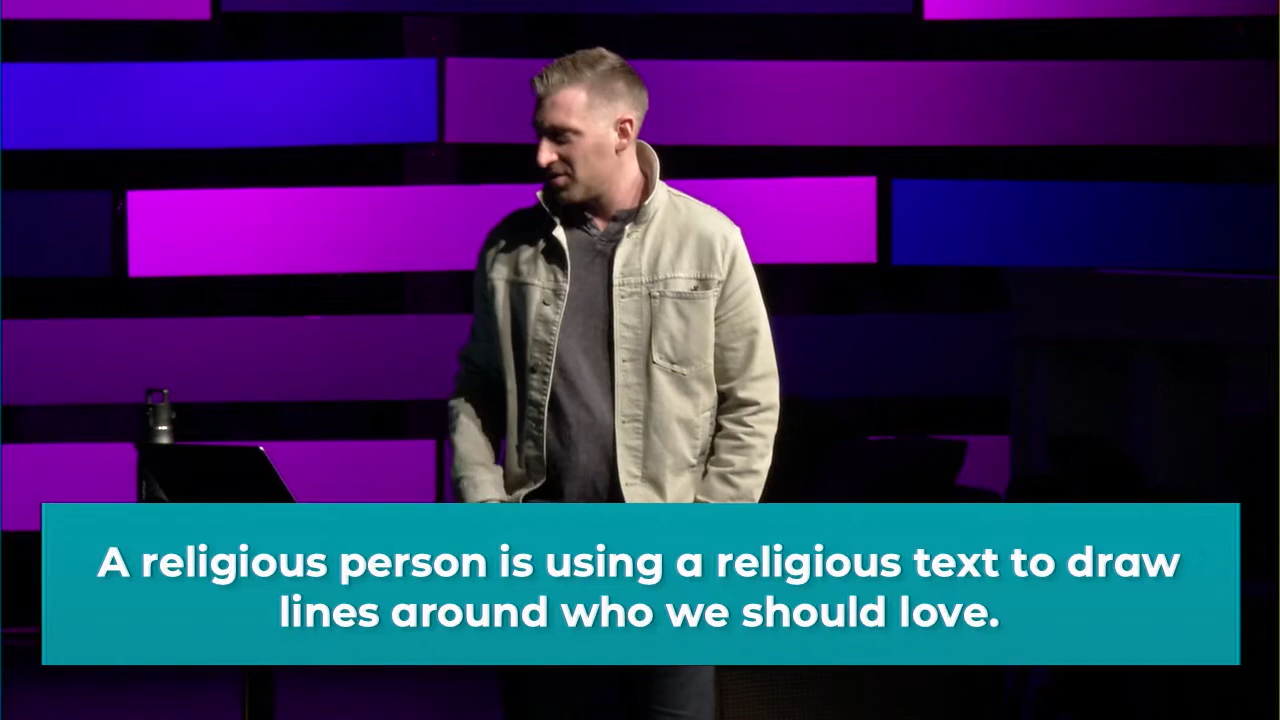 A religious person is using a religious text to draw
lines around who we should love.